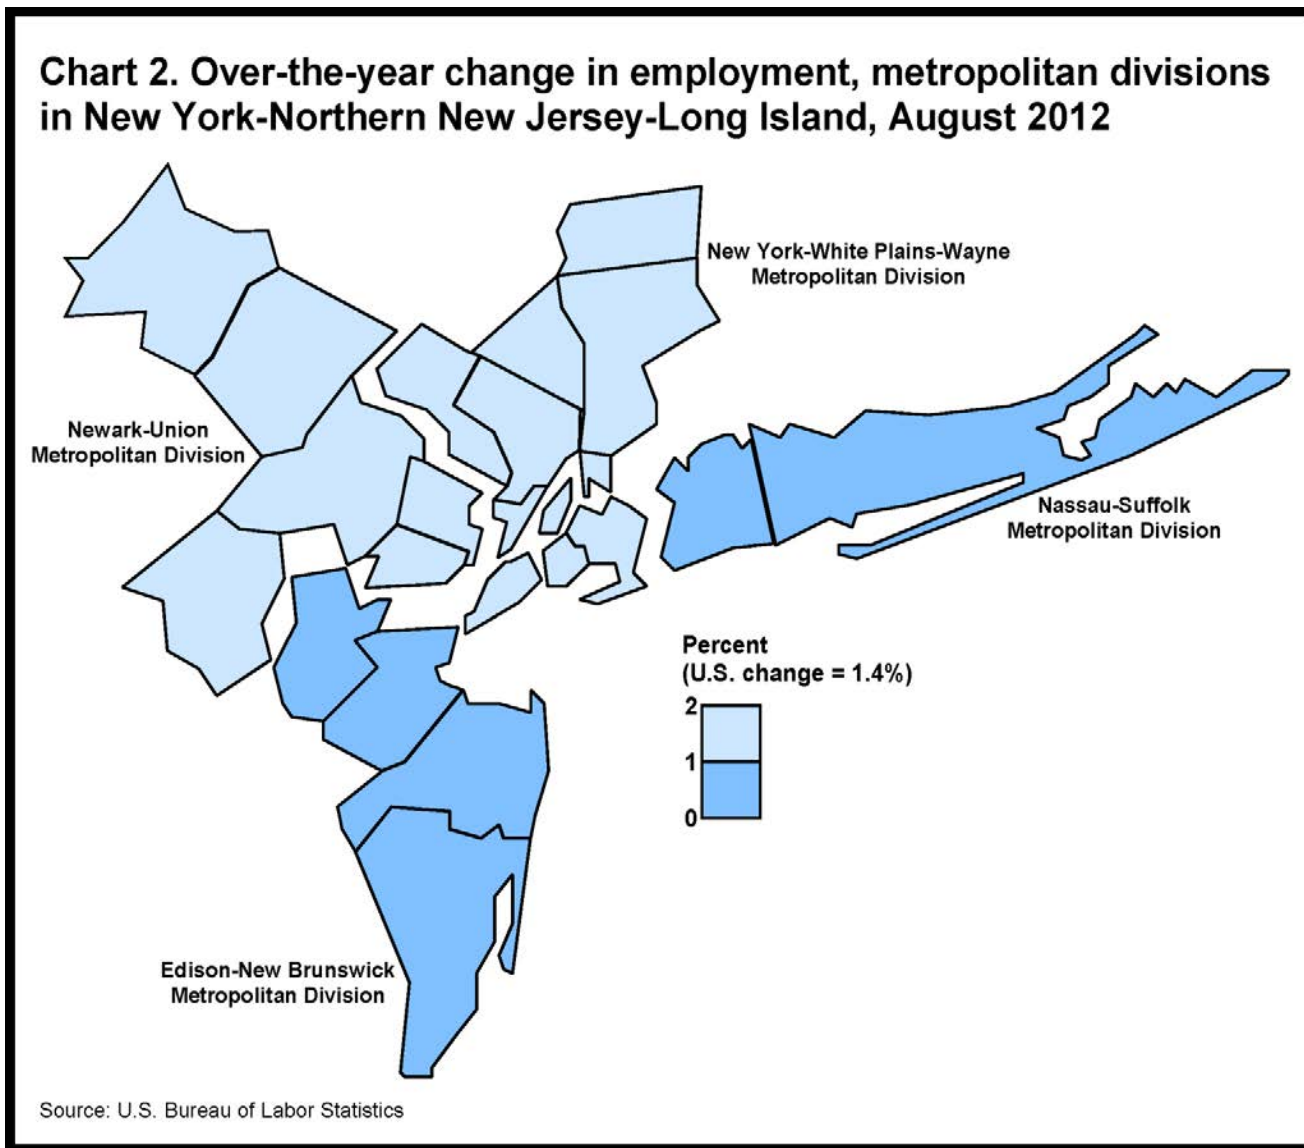 Chart 2. Over-the-year change in employment, metropolitan divisions
in New York-Northern New Jersey-Long Island, August 2012
New York-White Plains-Wayne
Metropolitan Division
Newark-Union
Metropolitan Division
Nassau-Suffolk
Metropolitan Division
Percent
(U.S. change = 1.4%)
2
1
0
Edison-New Brunswick
Metropolitan Division
Source: U.S. Bureau of Labor Statistics